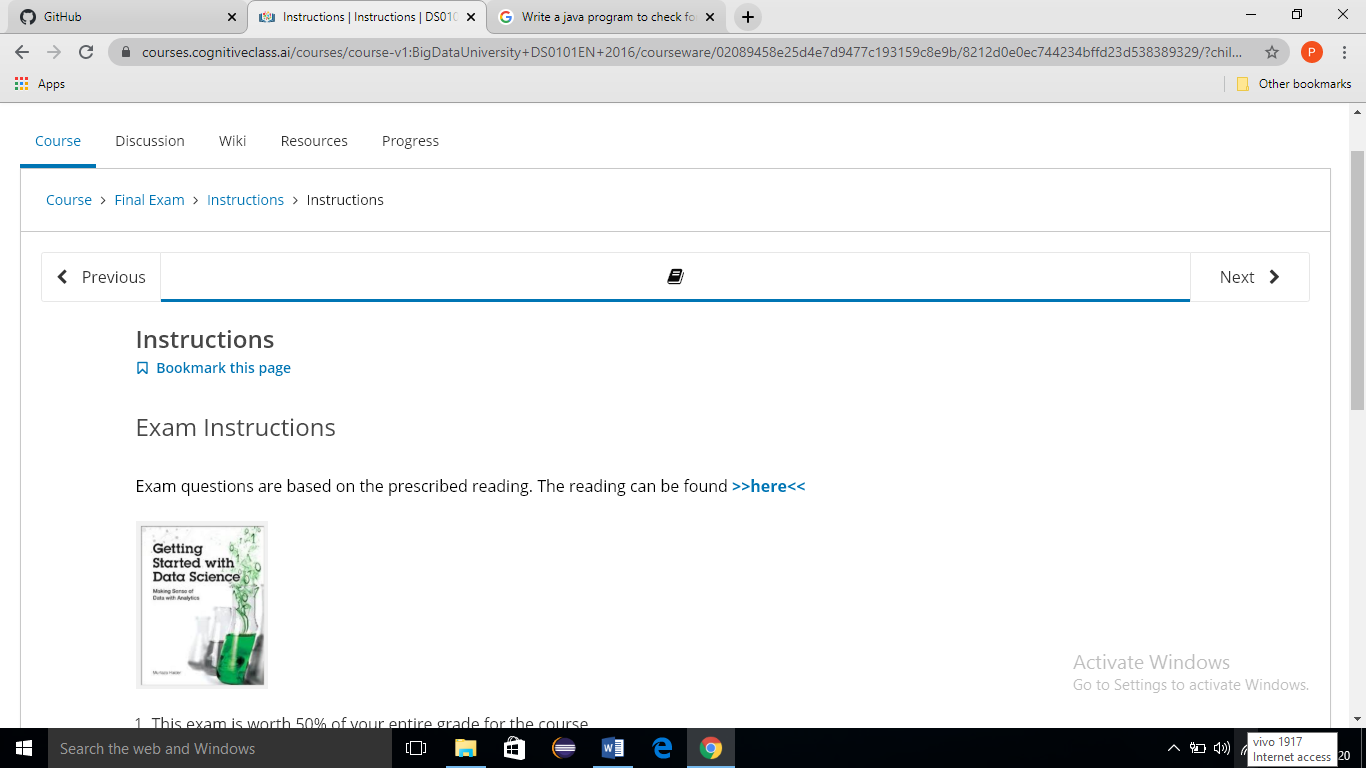 GitHub
Instructions | Instructions | DS010
Write a java program to check fo
courses.cognitiveclass.ai/courses/course-v1:BigDataUniversity+DS0101EN+2016/courseware/02089458e25d4e7d9477c193159c8e9b/8212d0e0ec744234bffd23d538389329/?chil...
P
Apps
Other bookmarks
Course Discussion Wiki Resources Progress
Course > Final Exam > Instructions > Instructions
Previous
Next
Instructions
Bookmark this page
Exam Instructions
Exam questions are based on the prescribed reading. The reading can be found >>here<<
Getting
Started with
Data Science
Making Sense of
Data with Analytics
Murtaza Haider
Activate Windows
Go to Settings to activate Windows.
1. This exam is worth 50% of your entire grade for the course
Search the web and Windows
vivo 1917
Internet access
20